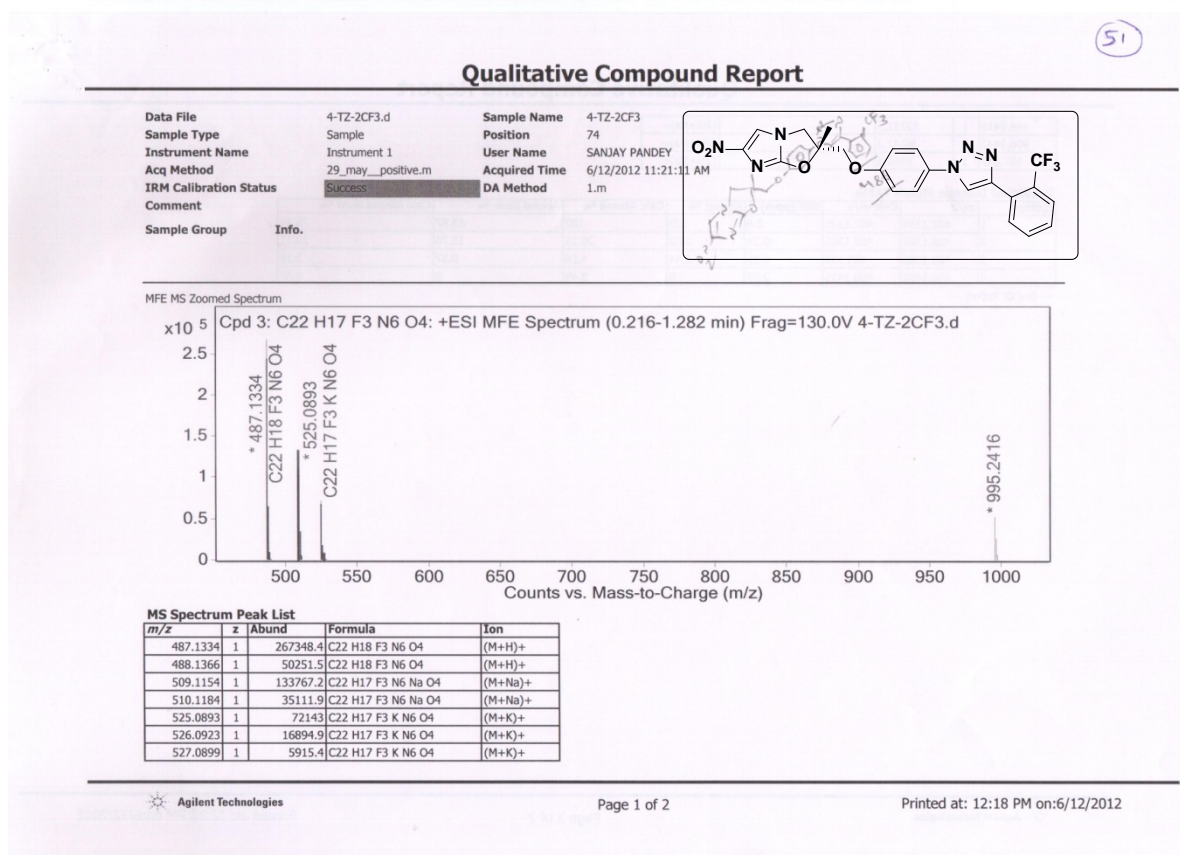 51
Qualitative Compound Report
Data File 4-TZ-2CF3.d Sample Name 4-TZ-2CF3
Sample Type Sample Position 74
Instrument Name Instrument 1 User Name SANJAY PANDEY
Acq Method 29_may__positive.m Acquired Time 6/12/2012 11:21:11 AM
IRM Calibration Status Success DA Method 1.m
Comment
Sample Group Info.
O2N N N O O N N N CF3
MFE MS Zoomed Spectrum
x10 5 Cpd 3: C22 H17 F3 N6 O4: +ESI MFE Spectrum (0.216-1.282 min) Frag=130.0V 4-TZ-2CF3.d
2.5
2
1.5
1
0.5
0
* 487.1334
C22 H18 F3 N6 O4
* 525.0893
C22 H17 F3 K N6 O4
* 995.2416
500 550 600 650 700 750 800 850 900 950 1000
Counts vs. Mass-to-Charge (m/z)
MS Spectrum Peak List
m/z z Abund Formula Ion
487.1334 1 267348.4 C22 H18 F3 N6 O4 (M+H)+
488.1366 1 50251.5 C22 H18 F3 N6 O4 (M+H)+
509.1154 1 133767.2 C22 H17 F3 N6 Na O4 (M+Na)+
510.1184 1 35111.9 C22 H17 F3 N6 Na O4 (M+Na)+
525.0893 1 72143 C22 H17 F3 K N6 O4 (M+K)+
526.0923 1 16894.9 C22 H17 F3 K N6 O4 (M+K)+
527.0899 1 5915.4 C22 H17 F3 K N6 O4 (M+K)+
Agilent Technologies Page 1 of 2 Printed at: 12:18 PM on:6/12/2012